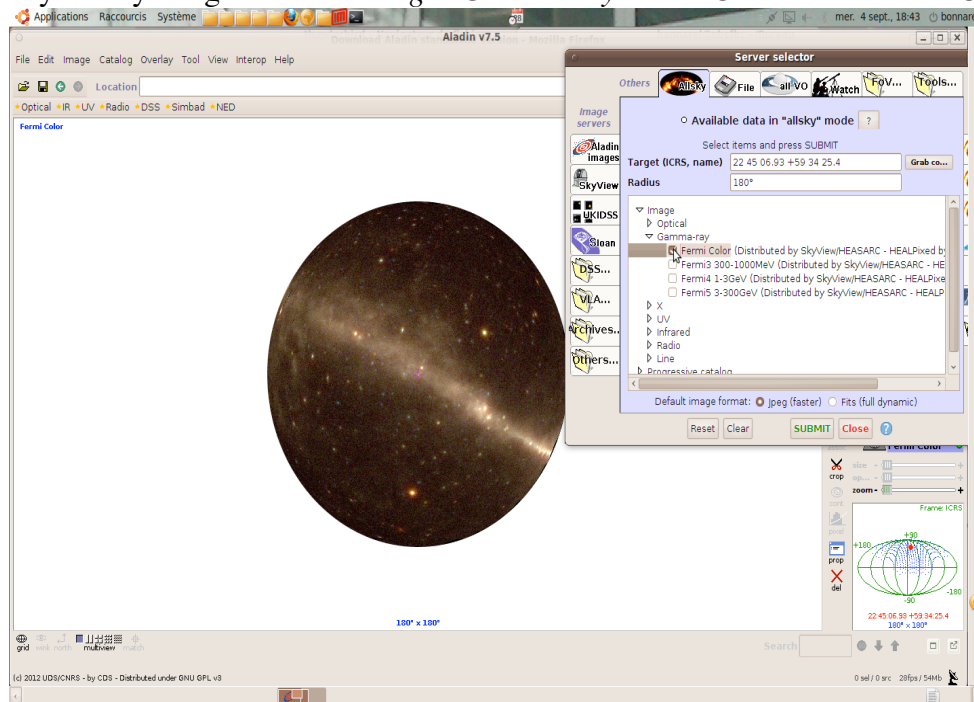 Applications Raccourcis Système
mer. 4 sept., 18:43 bonnare
Aladin v7.5
File Edit Image Catalog Overlay Tool View Interop Help
Location
Optical IR UV Radio DSS Simbad NED
Fermi Color
180° x 180°
grid wink north multiview match
Search
(c) 2012 UDS/CNRS - by CDS - Distributed under GNU GPL v3
0 sel / 0 src 28fps / 54Mb
Server selector
Others Allsky File all VO Watch FoV... Tools...
Image servers
Aladin images
SkyView
UKIDSS
Sloan
DSS...
VLA...
Archives..
Others...
Available data in "allsky" mode ?
Select items and press SUBMIT
Target (ICRS, name) 22 45 06.93 +59 34 25.4 Grab co...
Radius 180°
Image
Optical
Gamma-ray
Fermi Color (Distributed by SkyView/HEASARC - HEALPixed by
Fermi3 300-1000MeV (Distributed by SkyView/HEASARC - HE
Fermi4 1-3GeV (Distributed by SkyView/HEASARC - HEALPixe
Fermi5 3-300GeV (Distributed by SkyView/HEASARC - HEALP
X
UV
Infrared
Radio
Line
Progressive catalog
Default image format: Jpeg (faster) Fits (full dynamic)
Reset Clear SUBMIT Close ?
Fermi Color
size - +
crop op... - +
zoom - +
cont
pixel
prop
del
Frame: ICRS
+90
+180
-180
-90
22:45:06.93 +59:34:25.4
180° x 180°